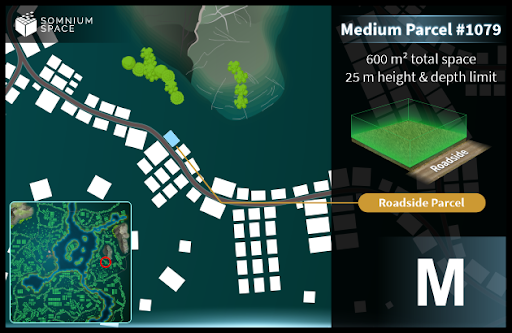 SOMNIUM
SPACE
Medium Parcel #1079
600 m² total space
25 m height & depth limit
Roadside
Roadside Parcel
M